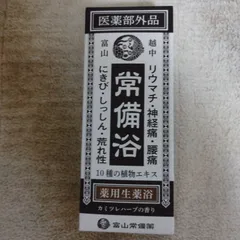 医薬部外品
越中
富山
リウマチ・神経痛・腰痛
常備浴
にきび・しっしん・荒れ性
10種の植物エキス
薬用生薬浴
カミツレハーブの香り
富山常備薬